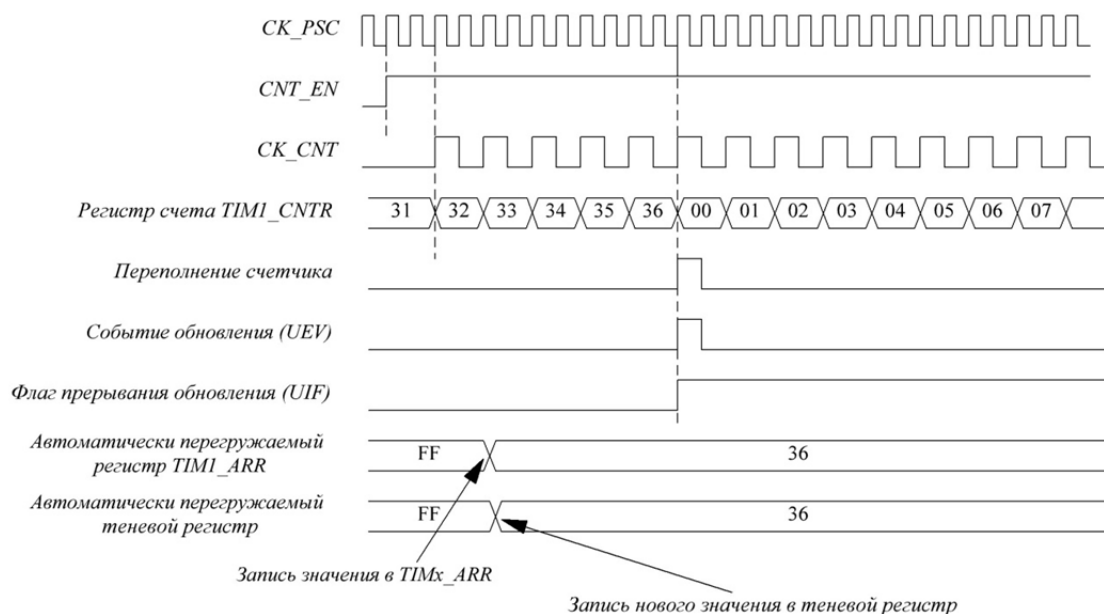 CK_PSC
CNT_EN
CK_CNT
Регистр счета TIM1_CNTR
31 32 33 34 35 36 00 01 02 03 04 05 06 07
Переполнение счетчика
Событие обновления (UEV)
Флаг прерывания обновления (UIF)
Автоматически перегружаемый
регистр TIM1_ARR
FF 36
Автоматически перегружаемый
теневой регистр
FF 36
Запись значения в TIMx_ARR
Запись нового значения в теневой регистр